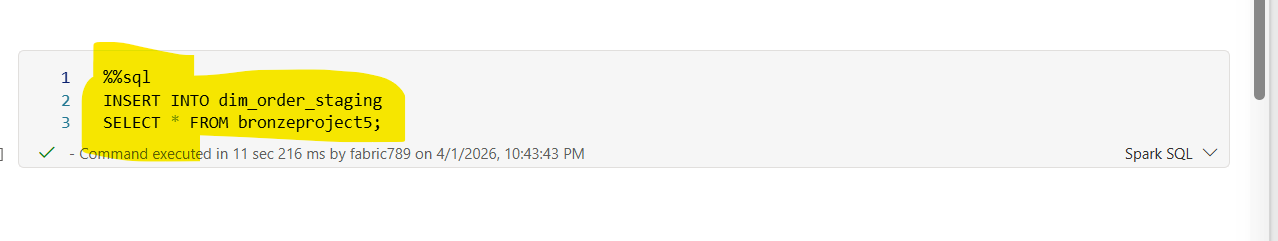 1 %%sql
2 INSERT INTO dim_order_staging
3 SELECT * FROM bronzeproject5;
] - Command executed in 11 sec 216 ms by fabric789 on 4/1/2026, 10:43:43 PM Spark SQL